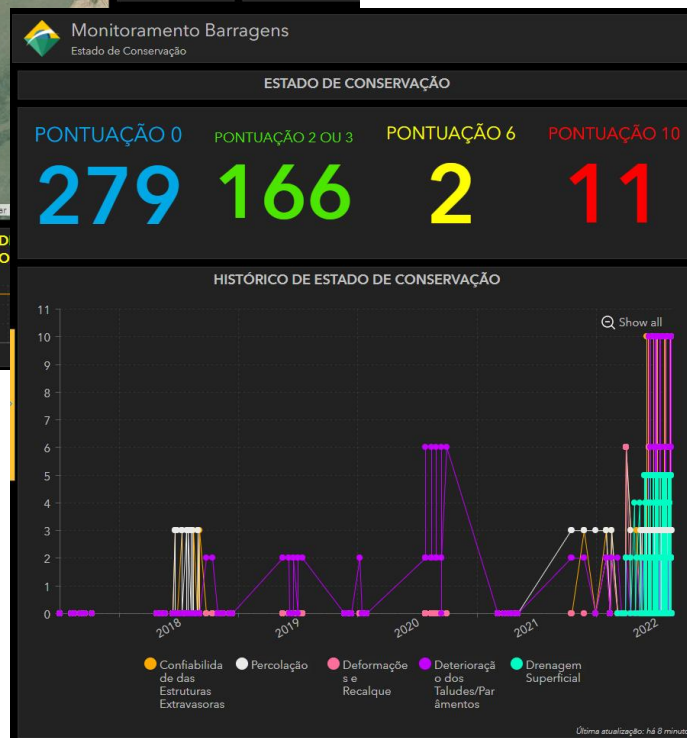 Monitoramento Barragens
Estado de Conservação
ESTADO DE CONSERVAÇÃO
PONTUAÇÃO 0
PONTUAÇÃO 2 OU 3
PONTUAÇÃO 6
PONTUAÇÃO 10
279
166
2
11
HISTÓRICO DE ESTADO DE CONSERVAÇÃO
Show all
11
10
9
8
7
6
5
4
3
2
1
0
2018
2019
2020
2021
2022
Confiabilida
de das
Estruturas
Extravasoras
Percolação
Deformaçõe
s e
Recalque
Deterioraçã
o dos
Taludes/Par
âmentos
Drenagem
Superficial
Última atualização: há 8 minuto